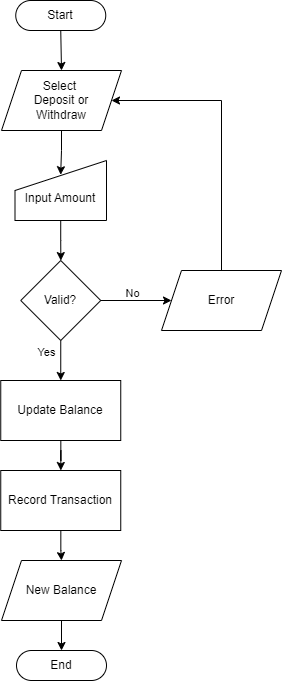 Start
Select
Deposit or
Withdraw
Input Amount
Valid?
No
Error
Yes
Update Balance
Record Transaction
New Balance
End